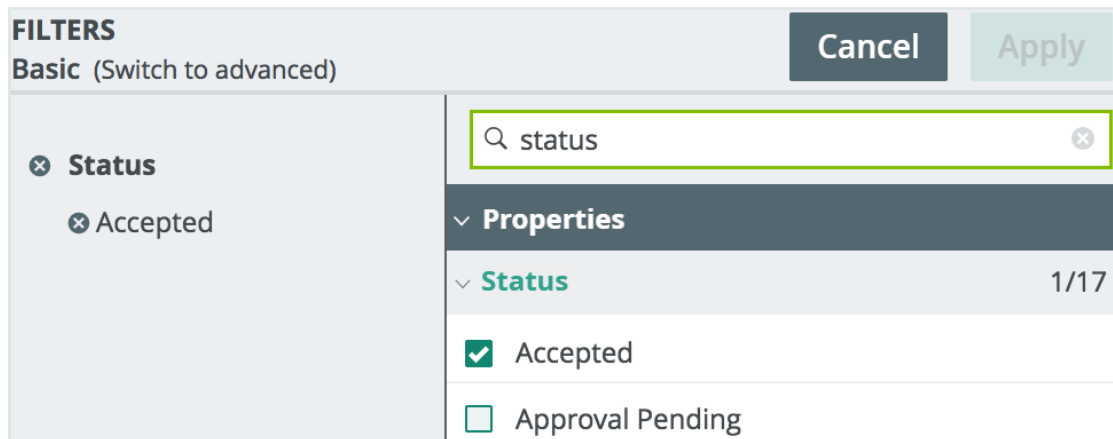 FILTERS
Basic (Switch to advanced)
Cancel
Apply
Status
Accepted
status
Properties
Status 1/17
Accepted
Approval Pending